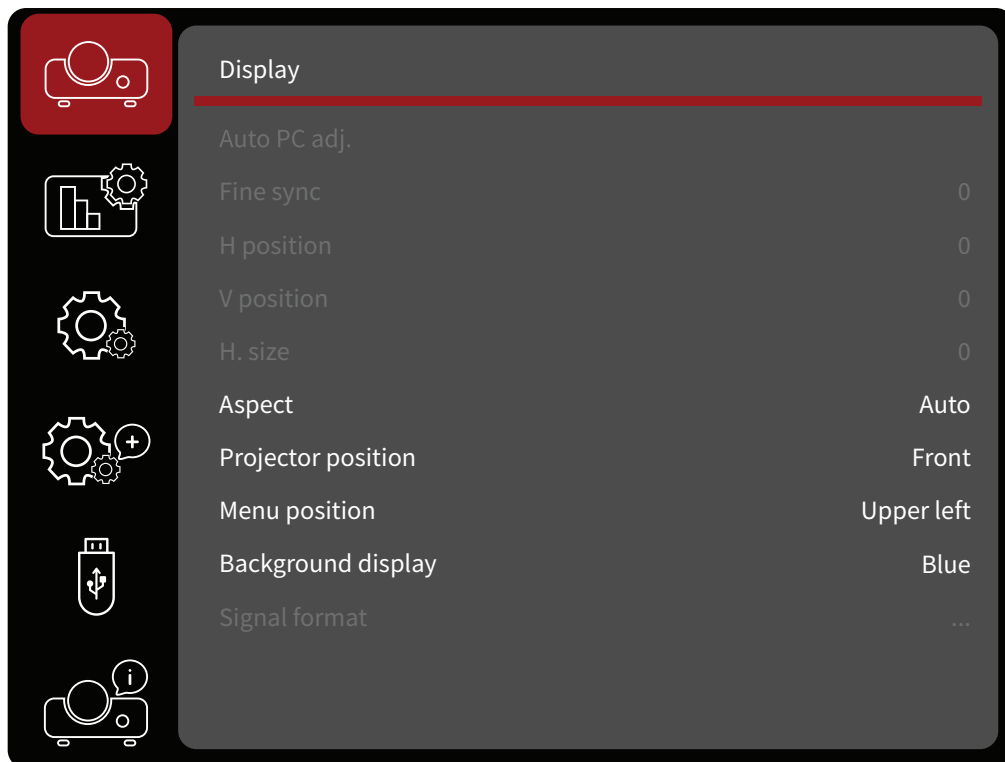 Display
Auto PC adj.
Fine sync 0
H position 0
V position 0
H. size 0
Aspect Auto
Projector position Front
Menu position Upper left
Background display Blue
Signal format ...